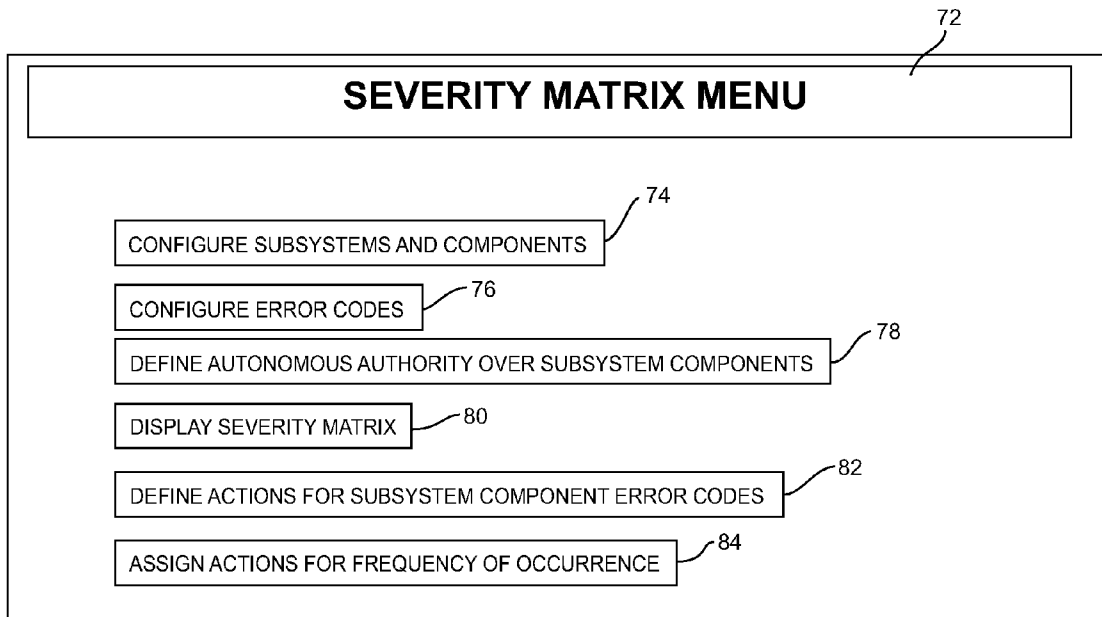 72
SEVERITY MATRIX MENU
74
CONFIGURE SUBSYSTEMS AND COMPONENTS
76
CONFIGURE ERROR CODES
78
DEFINE AUTONOMOUS AUTHORITY OVER SUBSYSTEM COMPONENTS
80
DISPLAY SEVERITY MATRIX
82
DEFINE ACTIONS FOR SUBSYSTEM COMPONENT ERROR CODES
84
ASSIGN ACTIONS FOR FREQUENCY OF OCCURRENCE